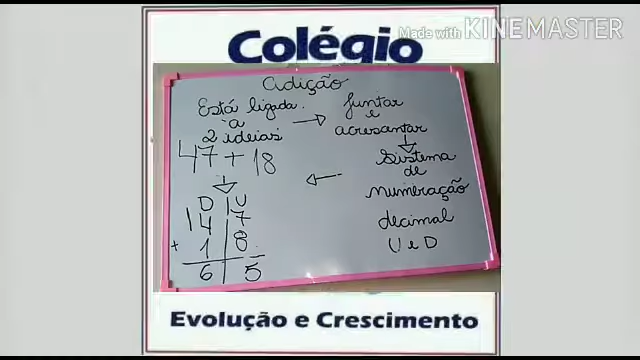 Made with KINEMASTER
Colégio
Adição
Está ligada
à
2 ideias
→
Juntar
e
acresantar
47 + 18
Sistema
de
numeração
decimal
U e D
D U
1
4 7
+ 1 8
6 5
Evolução e Crescimento